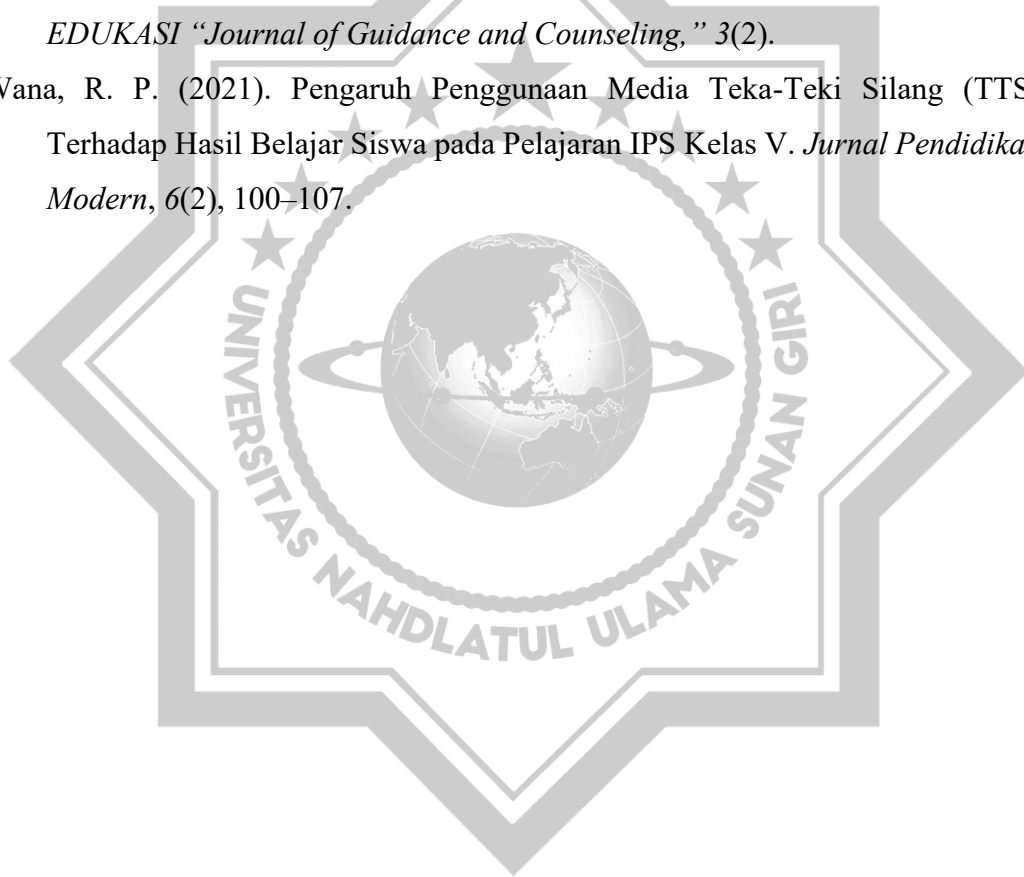 EDUKASI “Journal of Guidance and Counseling,” 3(2).
Wana, R. P. (2021). Pengaruh Penggunaan Media Teka-Teki Silang (TTS
Terhadap Hasil Belajar Siswa pada Pelajaran IPS Kelas V. Jurnal Pendidika
Modern, 6(2), 100–107.
UNIVERSITAS NAHDLATUL ULAMA SUNAN GIRI